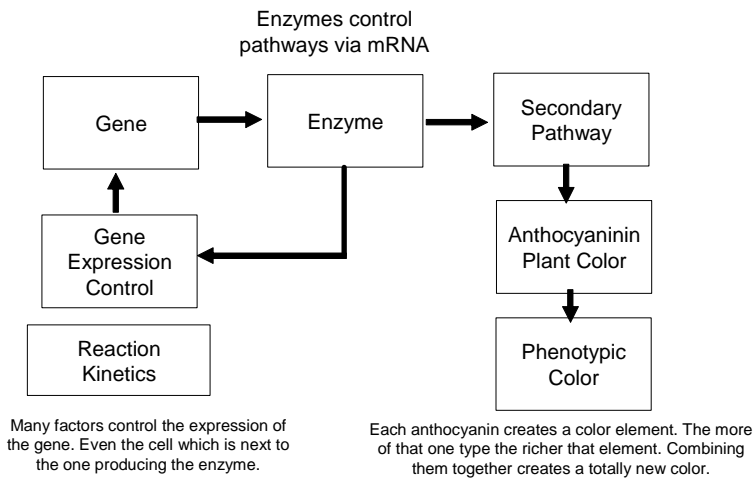 Enzymes control
pathways via mRNA
Gene
Enzyme
Secondary
Pathway
Gene
Expression
Control
Anthocyaninin
Plant Color
Reaction
Kinetics
Phenotypic
Color
Many factors control the expression of
the gene. Even the cell which is next to
the one producing the enzyme.
Each anthocyanin creates a color element. The more
of that one type the richer that element. Combining
them together creates a totally new color.